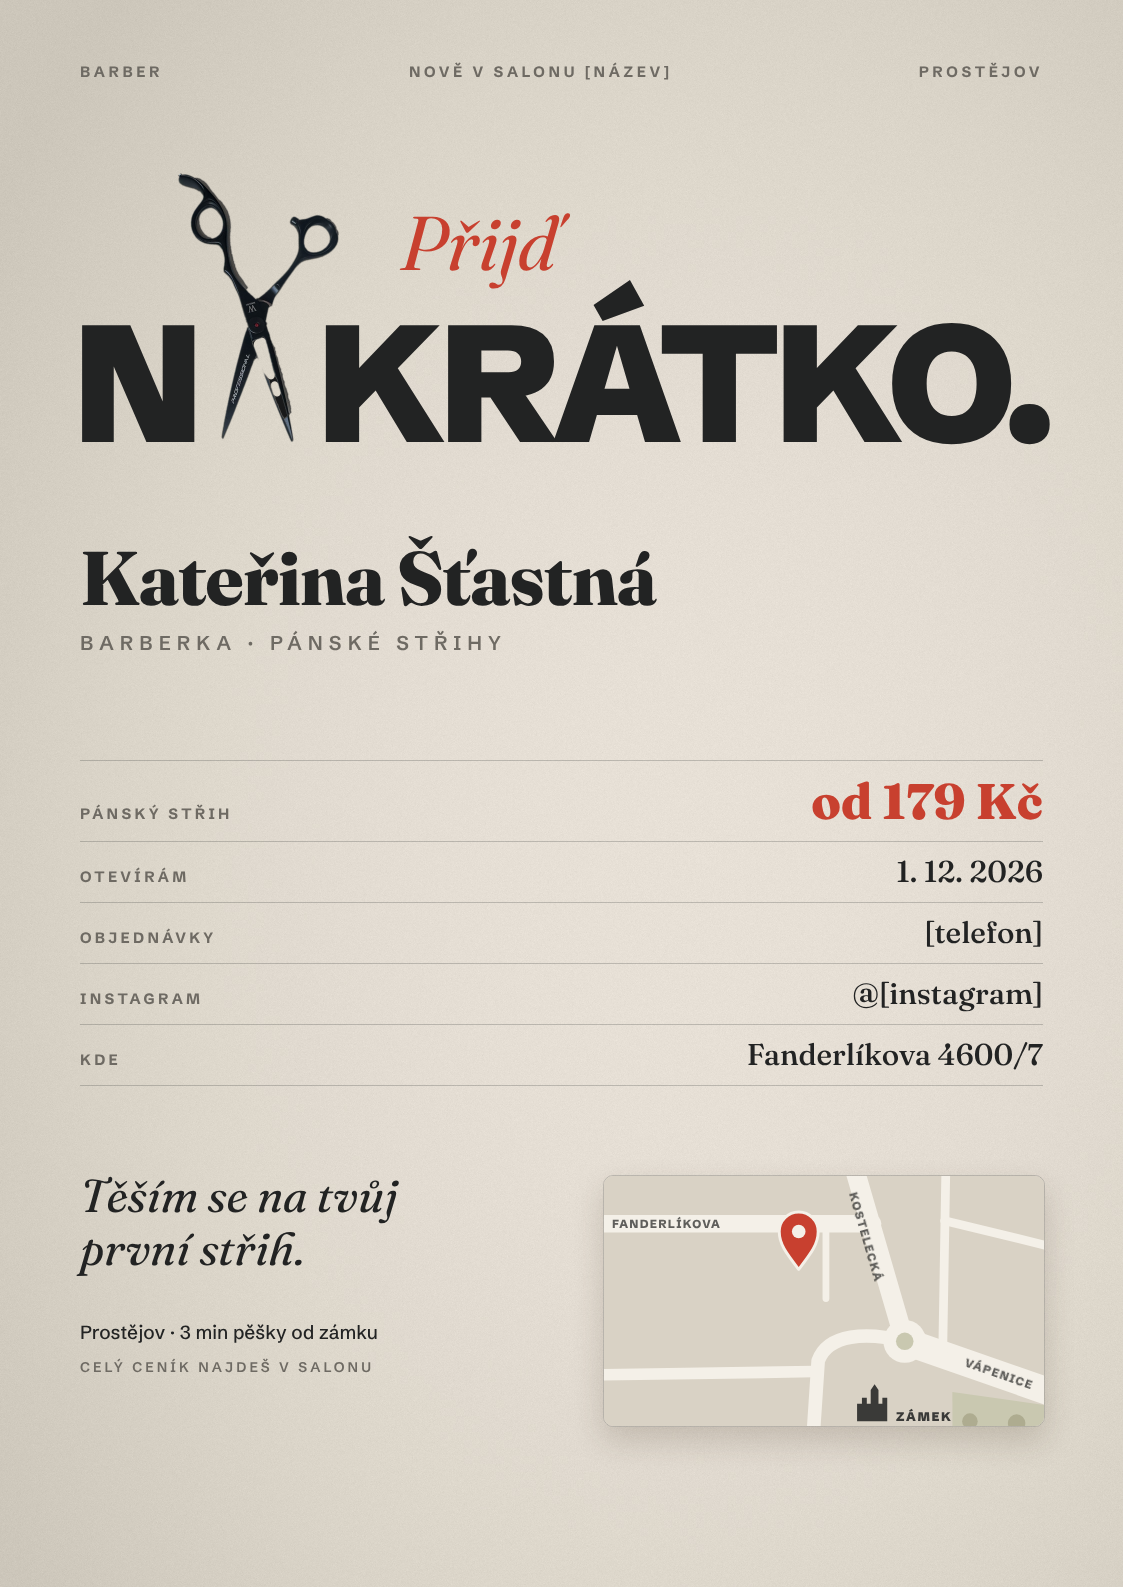 BARBER
NOVĚ V SALONU [NÁZEV]
PROSTĚJOV
Přijď
N KRÁTKO.
PROFESSIONAL
Kateřina Šťastná
BARBERKA · PÁNSKÉ STŘIHY
PÁNSKÝ STŘIH od 179 Kč
OTEVÍRÁM 1. 12. 2026
OBJEDNÁVKY [telefon]
INSTAGRAM @[instagram]
KDE Fanderlíkova 4600/7
Těším se na tvůj
první střih.
Prostějov · 3 min pěšky od zámku
CELÝ CENÍK NAJDEŠ V SALONU
FANDERLÍKOVA
KOSTELECKÁ
VÁPENICE
ZÁMEK